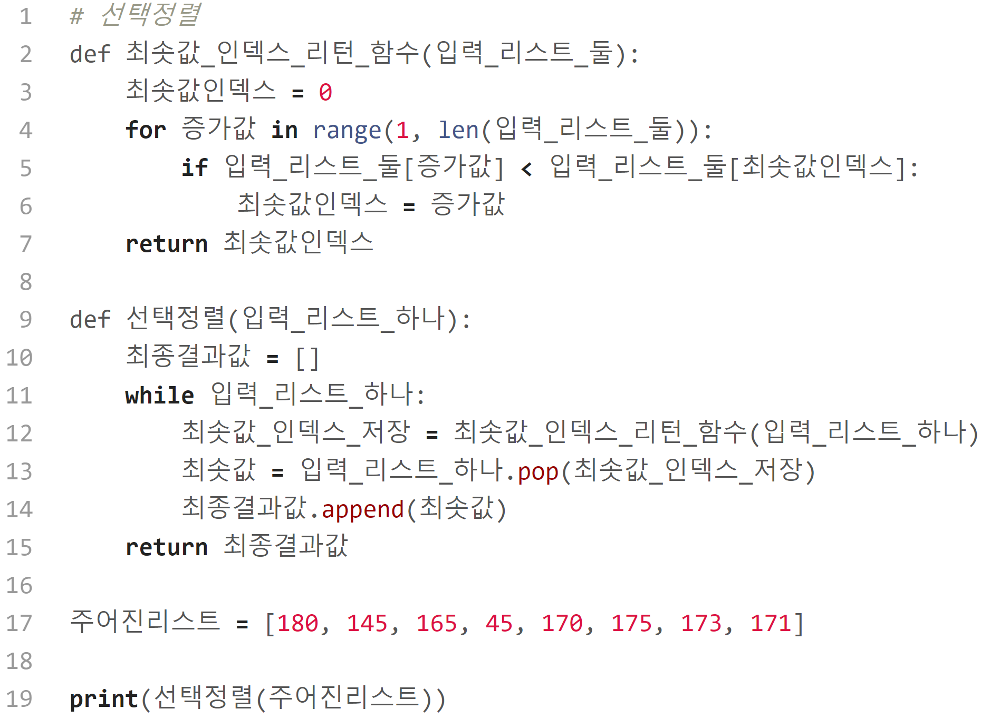 1 # 선택정렬
2 def 최솟값_인덱스_리턴_함수(입력_리스트_둘):
3     최솟값인덱스 = 0
4     for 증가값 in range(1, len(입력_리스트_둘)):
5         if 입력_리스트_둘[증가값] < 입력_리스트_둘[최솟값인덱스]:
6             최솟값인덱스 = 증가값
7     return 최솟값인덱스
8
9 def 선택정렬(입력_리스트_하나):
10     최종결과값 = []
11     while 입력_리스트_하나:
12         최솟값_인덱스_저장 = 최솟값_인덱스_리턴_함수(입력_리스트_하나)
13         최솟값 = 입력_리스트_하나.pop(최솟값_인덱스_저장)
14         최종결과값.append(최솟값)
15     return 최종결과값
16
17 주어진리스트 = [180, 145, 165, 45, 170, 175, 173, 171]
18
19 print(선택정렬(주어진리스트))